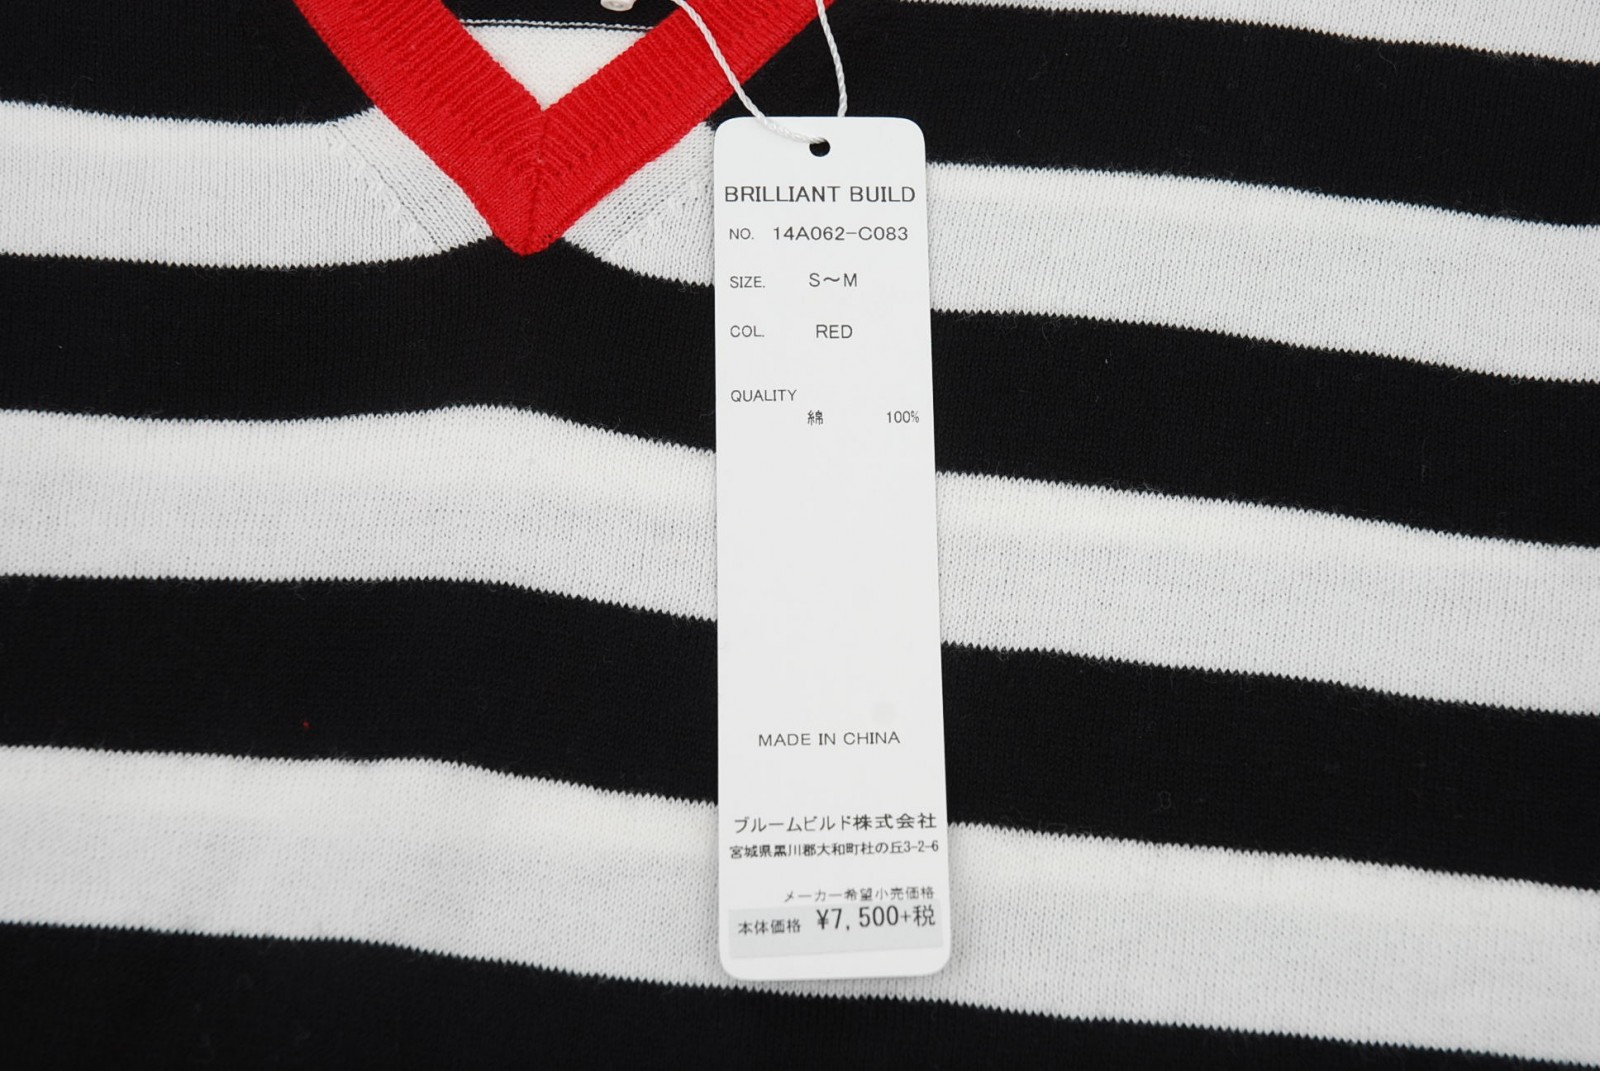 BRILLIANT BUILD
NO. 14A062-C083
SIZE. S～M
COL. RED
QUALITY
綿 100%
MADE IN CHINA
ブルームビルド株式会社
宮城県黒川郡大和町杜の丘3-2-6
メーカー希望小売価格
本体価格 ¥7,500+税